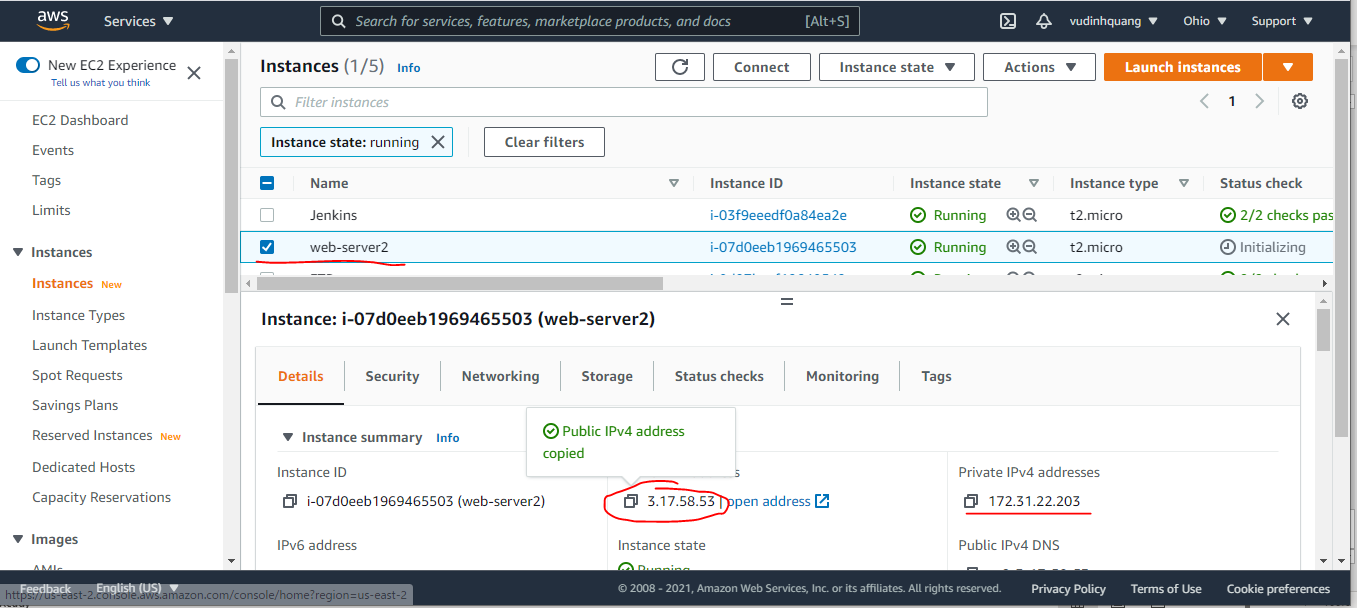 aws Services Search for services, features, marketplace products, and docs [Alt+S] vudinhquang Ohio Support
New EC2 Experience
Tell us what you think
EC2 Dashboard
Events
Tags
Limits
Instances
Instances New
Instance Types
Launch Templates
Spot Requests
Savings Plans
Reserved Instances New
Dedicated Hosts
Capacity Reservations
Images
Instances (1/5) Info
Connect Instance state Actions Launch instances
Filter instances
1
Instance state: running Clear filters
Name Instance ID Instance state Instance type Status check
Jenkins i-03f9eeedf0a84ea2e Running t2.micro 2/2 checks pas
web-server2 i-07d0eeb1969465503 Running t2.micro Initializing
Instance: i-07d0eeb1969465503 (web-server2)
Details Security Networking Storage Status checks Monitoring Tags
Instance summary Info
Public IPv4 address
copied
Instance ID Private IPv4 addresses
i-07d0eeb1969465503 (web-server2) 3.17.58.53 | open address 172.31.22.203
IPv6 address Instance state Public IPv4 DNS
Running
Feedback English (US) © 2008 - 2021, Amazon Web Services, Inc. or its affiliates. All rights reserved. Privacy Policy Terms of Use Cookie preferences
https://us-east-2.console.aws.amazon.com/console/home?region=us-east-2